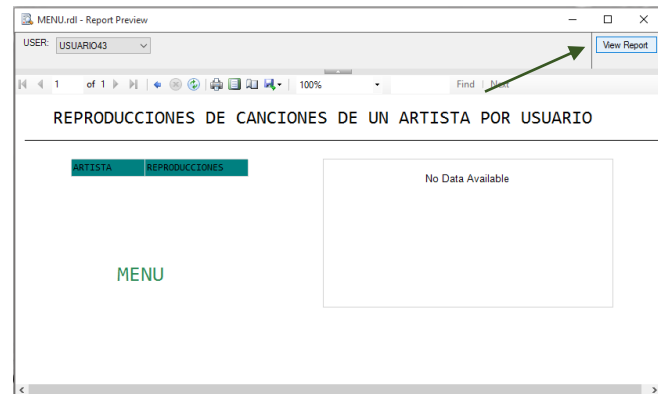 MENU.rdl - Report Preview
USER: USUARIO43
View Report
1 of 1 100% Find | Next
REPRODUCCIONES DE CANCIONES DE UN ARTISTA POR USUARIO
ARTISTA REPRODUCCIONES
No Data Available
MENU